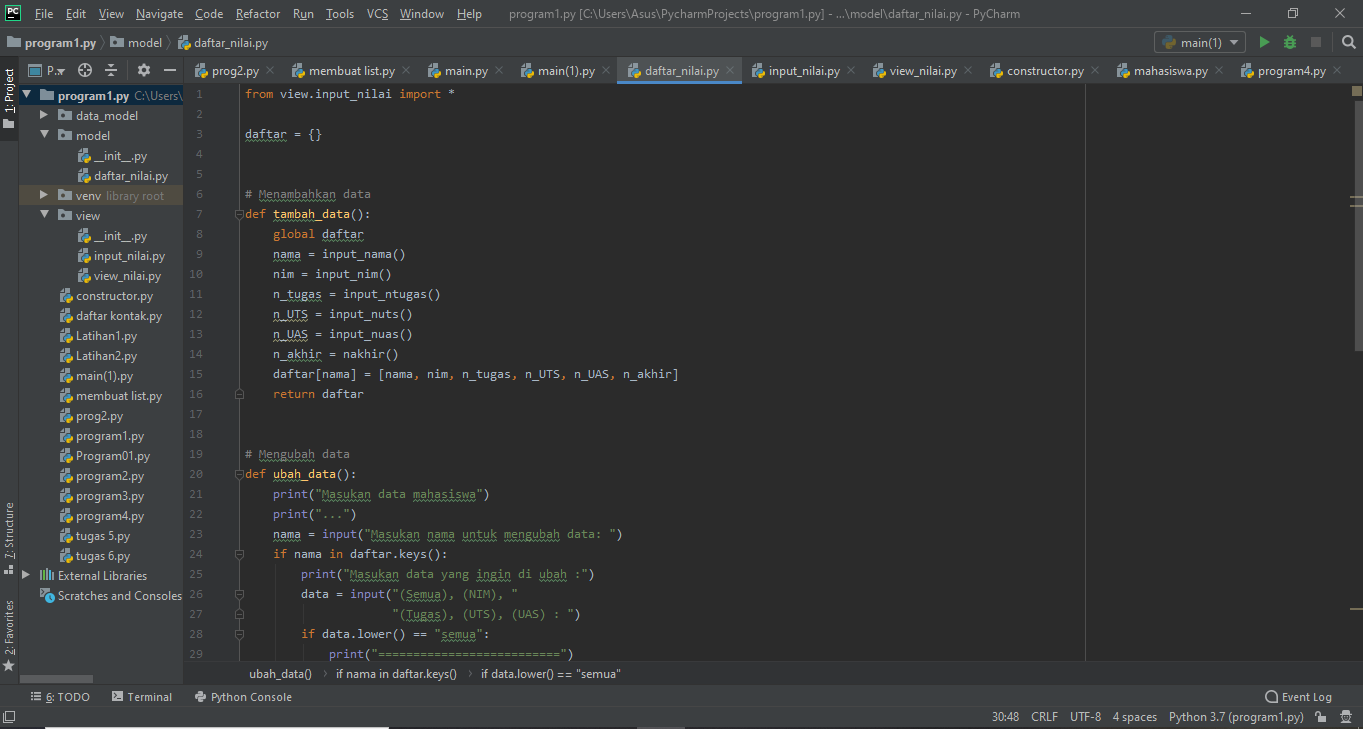 PC File Edit View Navigate Code Refactor Run Tools VCS Window Help program1.py [C:\Users\Asus\PycharmProjects\program1.py] - ...\model\daftar_nilai.py - PyCharm
program1.py model daftar_nilai.py main(1)
P.. prog2.py membuat list.py main.py main(1).py daftar_nilai.py input_nilai.py view_nilai.py constructor.py mahasiswa.py program4.py
1: Project
7: Structure
2: Favorites
program1.py C:\Users\
data_model
model
__init__.py
daftar_nilai.py
venv library root
view
__init__.py
input_nilai.py
view_nilai.py
constructor.py
daftar kontak.py
Latihan1.py
Latihan2.py
main(1).py
membuat list.py
prog2.py
program1.py
Program01.py
program2.py
program3.py
program4.py
tugas 5.py
tugas 6.py
External Libraries
Scratches and Consoles
1 from view.input_nilai import *
2
3 daftar = {}
4
5
6 # Menambahkan data
7 def tambah_data():
8     global daftar
9     nama = input_nama()
10     nim = input_nim()
11     n_tugas = input_ntugas()
12     n_UTS = input_nuts()
13     n_UAS = input_nuas()
14     n_akhir = nakhir()
15     daftar[nama] = [nama, nim, n_tugas, n_UTS, n_UAS, n_akhir]
16     return daftar
17
18
19 # Mengubah data
20 def ubah_data():
21     print("Masukan data mahasiswa")
22     print("...")
23     nama = input("Masukan nama untuk mengubah data: ")
24     if nama in daftar.keys():
25         print("Masukan data yang ingin di ubah :")
26         data = input("(Semua), (NIM), "
27                      "(Tugas), (UTS), (UAS) : ")
28         if data.lower() == "semua":
29             print("==========================")
ubah_data() if nama in daftar.keys() if data.lower() == "semua"
6: TODO Terminal Python Console Event Log
30:48 CRLF UTF-8 4 spaces Python 3.7 (program1.py)